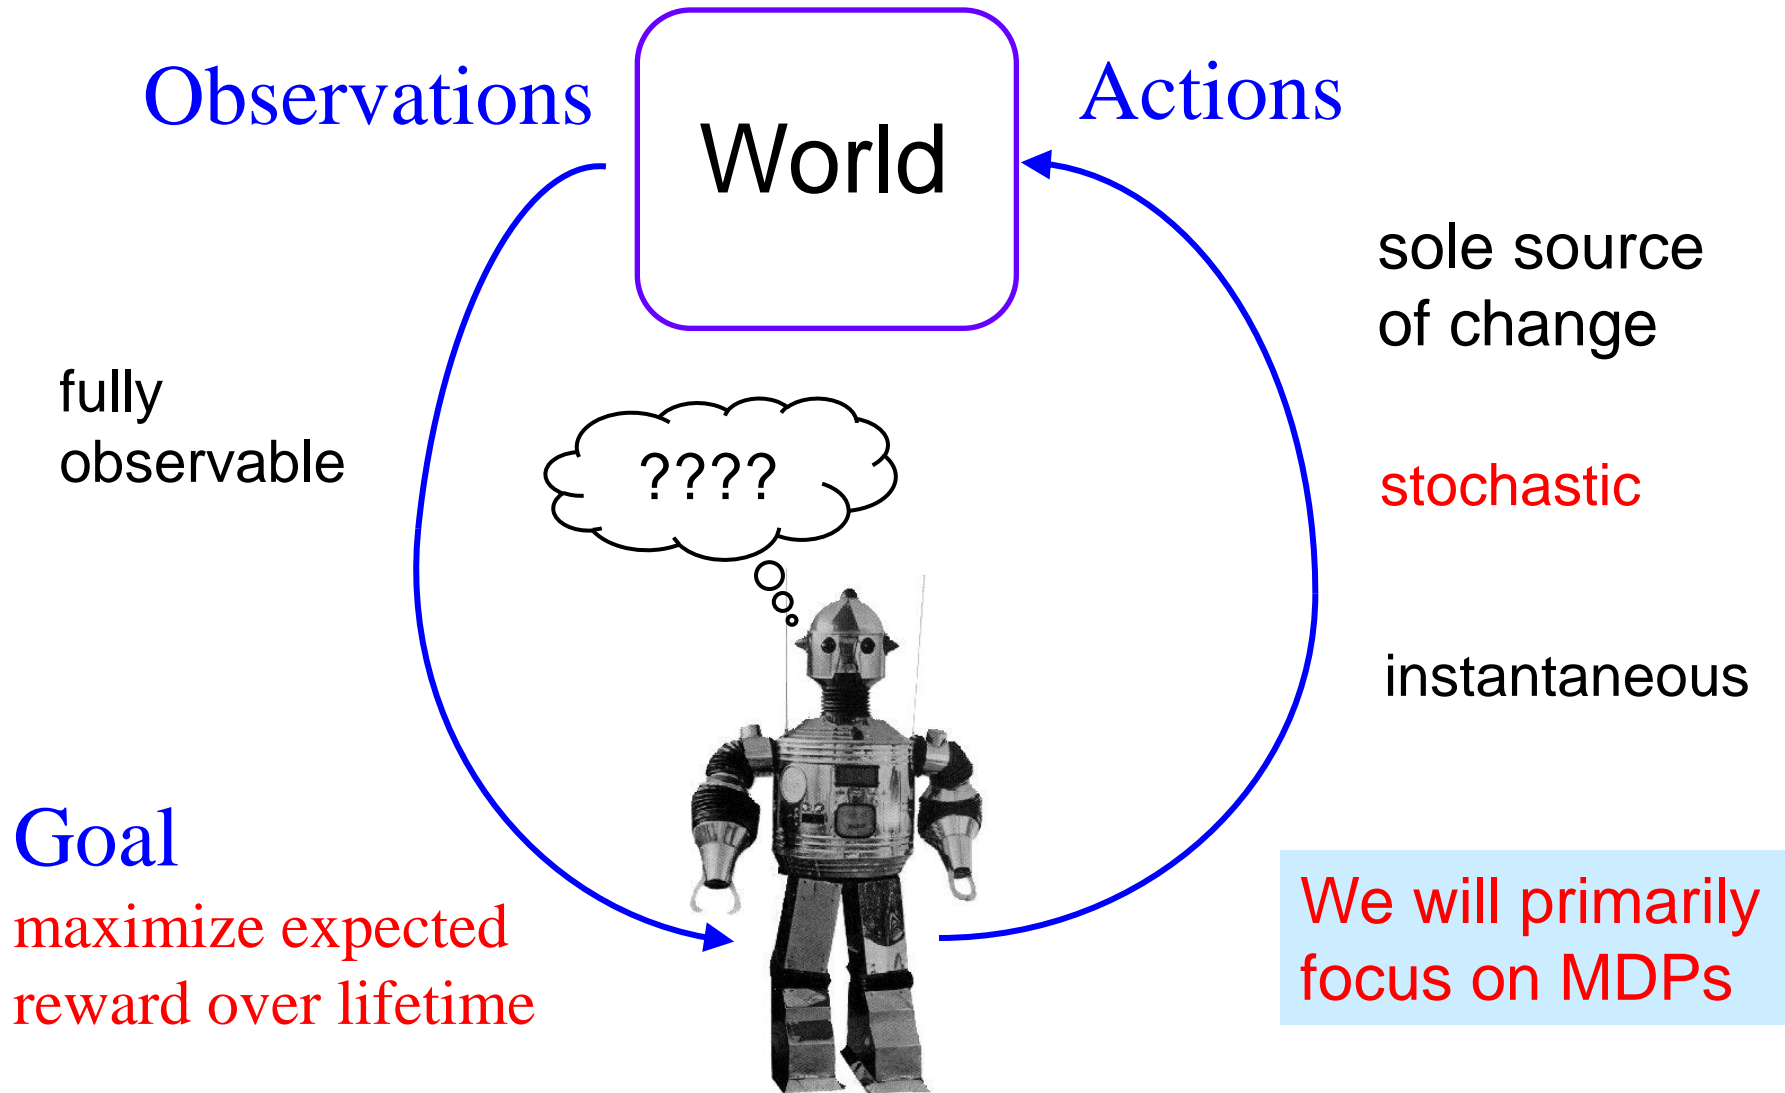 Observations
World
Actions
sole source
of change
fully
observable
????
stochastic
instantaneous
Goal
maximize expected
reward over lifetime
We will primarily
focus on MDPs